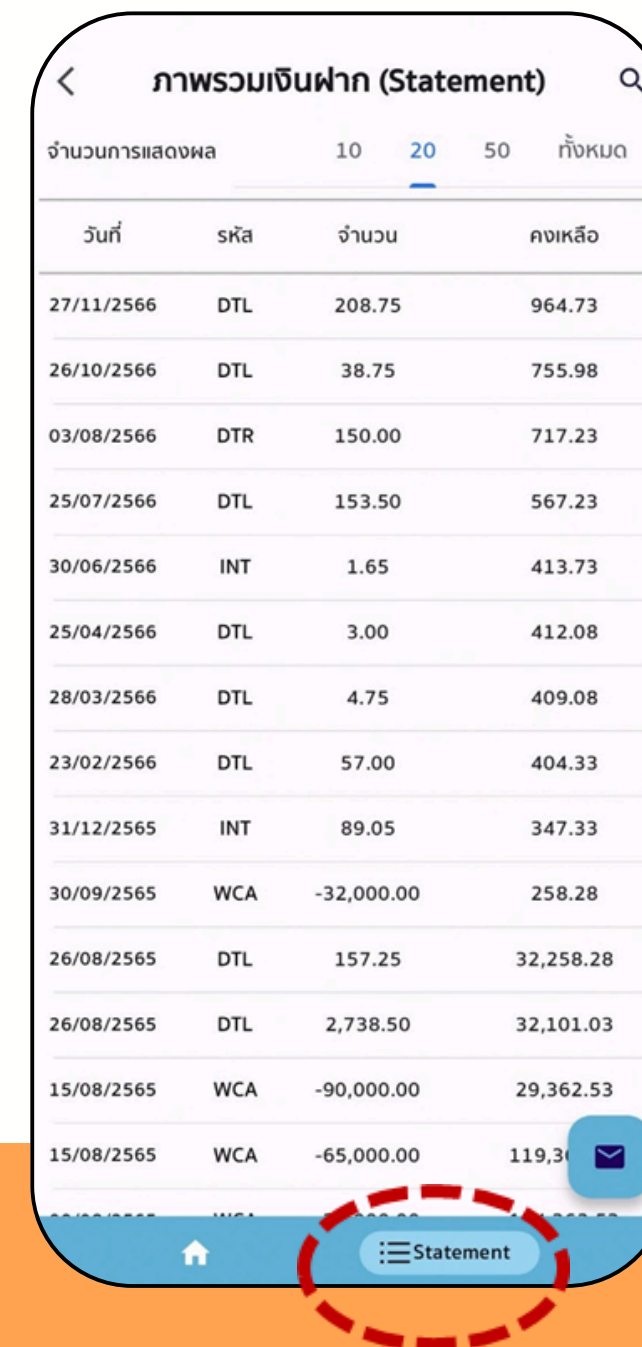 ภาพรวมเงินฝาก (Statement)
จำนวนการแสดงผล 10 20 50 ทั้งหมด
วันที่ รหัส จำนวน คงเหลือ
27/11/2566 DTL 208.75 964.73
26/10/2566 DTL 38.75 755.98
03/08/2566 DTR 150.00 717.23
25/07/2566 DTL 153.50 567.23
30/06/2566 INT 1.65 413.73
25/04/2566 DTL 3.00 412.08
28/03/2566 DTL 4.75 409.08
23/02/2566 DTL 57.00 404.33
31/12/2565 INT 89.05 347.33
30/09/2565 WCA -32,000.00 258.28
26/08/2565 DTL 157.25 32,258.28
26/08/2565 DTL 2,738.50 32,101.03
15/08/2565 WCA -90,000.00 29,362.53
15/08/2565 WCA -65,000.00
Statement